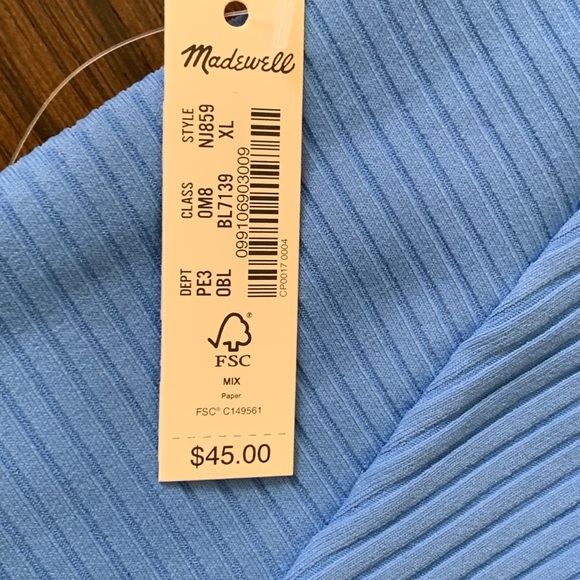 Madewell
STYLE
NJ859
XL
CLASS
0M8
BL7139
DEPT
PE3
0BL
099106903009
CP0017 0004
®
FSC
MIX
Paper
FSC® C149561
$45.00